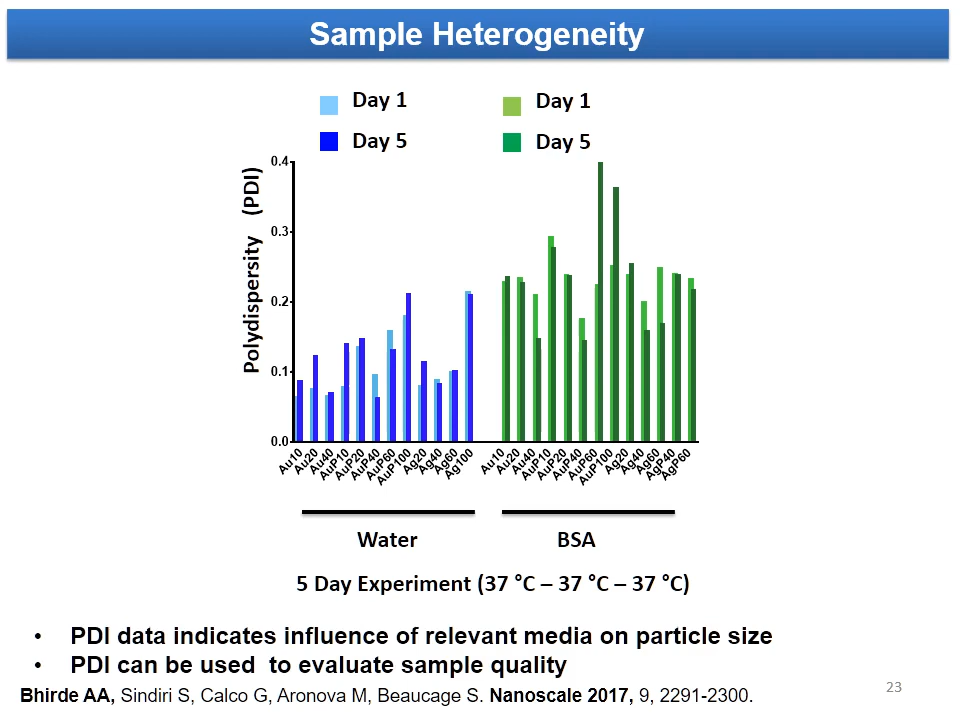 Sample Heterogeneity
Day 1
Day 1
Day 5
Day 5
Polydispersity (PDI)
0.4
0.3
0.2
0.1
0.0
Au10
Au20
Au40
AuP10
AuP20
AuP40
AuP60
AuP100
Ag20
Ag40
Ag60
Ag100
Au10
Au20
Au40
AuP10
AuP20
AuP40
AuP60
AuP100
Ag20
Ag40
Ag60
AgP40
AgP60
Water
BSA
5 Day Experiment (37 °C – 37 °C – 37 °C)
• PDI data indicates influence of relevant media on particle size
• PDI can be used to evaluate sample quality
Bhirde AA, Sindiri S, Calco G, Aronova M, Beaucage S. Nanoscale 2017, 9, 2291-2300.
23